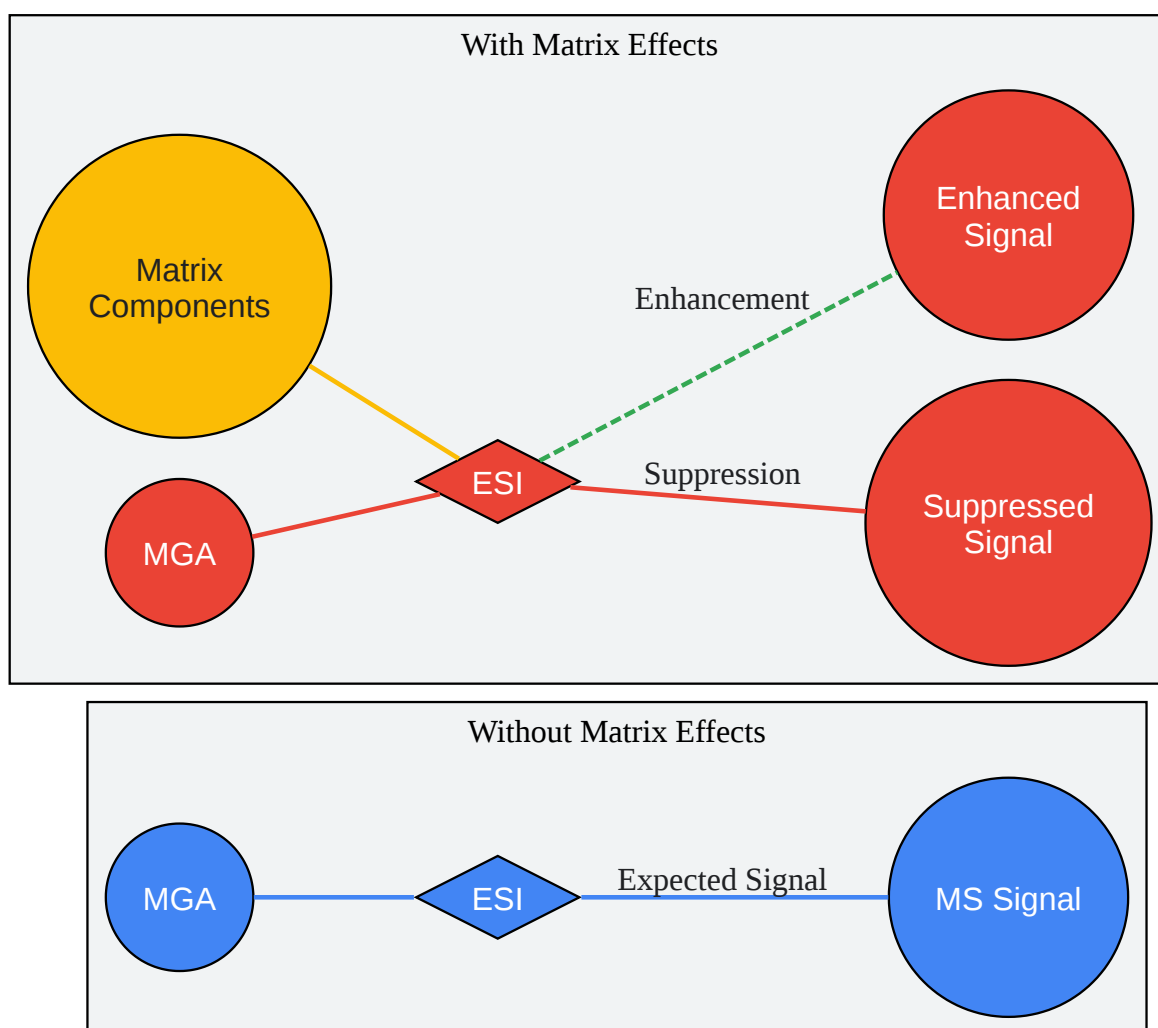 With Matrix Effects
Enhanced
Signal
Matrix
Components
Enhancement
Suppression
ESI
Suppressed
Signal
MGA
Without Matrix Effects
MGA
ESI
Expected Signal
MS Signal